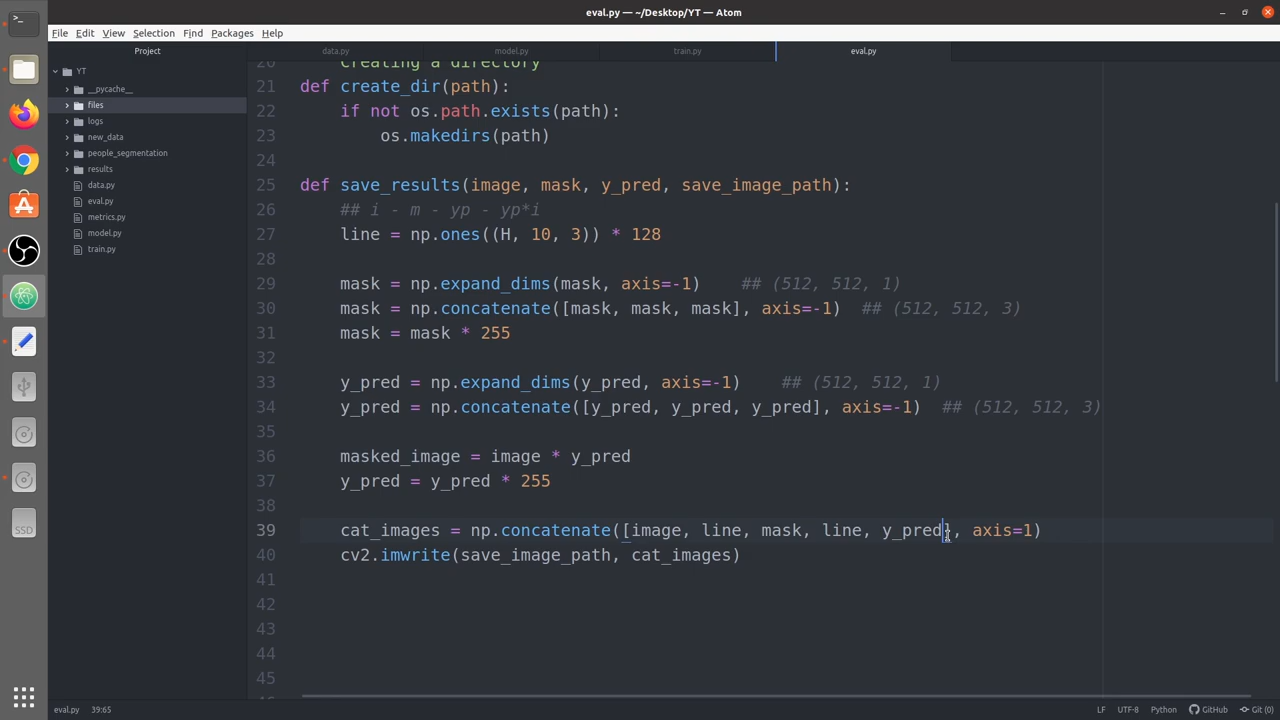 eval.py — ~/Desktop/YT — Atom
File Edit View Selection Find Packages Help
Project data.py model.py train.py eval.py
YT
__pycache__
files
logs
new_data
people_segmentation
results
data.py
eval.py
metrics.py
model.py
train.py
20 Creating a directory
21 def create_dir(path):
22 if not os.path.exists(path):
23 os.makedirs(path)
24
25 def save_results(image, mask, y_pred, save_image_path):
26 ## i - m - yp - yp*i
27 line = np.ones((H, 10, 3)) * 128
28
29 mask = np.expand_dims(mask, axis=-1) ## (512, 512, 1)
30 mask = np.concatenate([mask, mask, mask], axis=-1) ## (512, 512, 3)
31 mask = mask * 255
32
33 y_pred = np.expand_dims(y_pred, axis=-1) ## (512, 512, 1)
34 y_pred = np.concatenate([y_pred, y_pred, y_pred], axis=-1) ## (512, 512, 3)
35
36 masked_image = image * y_pred
37 y_pred = y_pred * 255
38
39 cat_images = np.concatenate([image, line, mask, line, y_pred], axis=1)
40 cv2.imwrite(save_image_path, cat_images)
41
42
43
44
45
SSD
eval.py 39:65 LF UTF-8 Python GitHub Git (0)